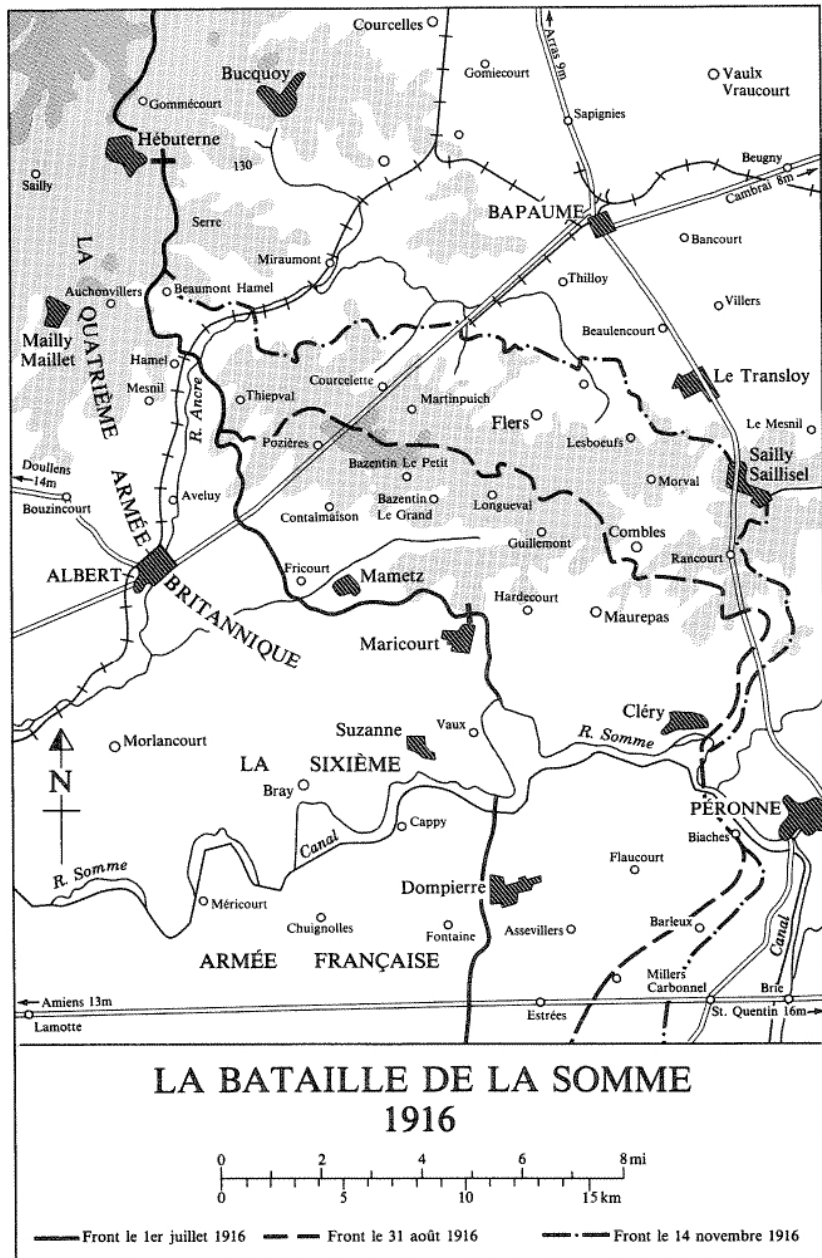 Courcelles
Arras 9m
Gomiecourt
Vaulx
Vraucourt
Bucquoy
Gommécourt
Sapignies
Hébuterne
130
Beugny
Cambrai 8m
Sailly
Serre
BAPAUME
Bancourt
LA QUATRIÈME ARMÉE BRITANNIQUE
Miraumont
Thilloy
Auchonvillers
Beaumont Hamel
Villers
Mailly
Maillet
Beaulencourt
Hamel
Mesnil
R. Ancre
Thiepval
Courcelette
Martinpuich
Le Transloy
Flers
Le Mesnil
Pozières
Lesboeufs
Bazentin Le Petit
Sailly
Saillisel
Doullens
14m
Bouzincourt
Aveluy
Contalmaison
Bazentin
Le Grand
Longueval
Morval
Guillemont
Combles
Rancourt
ALBERT
Fricourt
Mametz
Hardecourt
Maurepas
Maricourt
Cléry
Morlancourt
Suzanne
Vaux
R. Somme
N
LA SIXIÈME
Bray
PÉRONNE
Canal
Cappy
Biaches
R. Somme
Flaucourt
Dompierre
Méricourt
Chuignolles
Fontaine
Assevillers
Barleux
Canal
ARMÉE FRANÇAISE
Millers
Carbonnel
Brie
Amiens 13m
Lamotte
Estrées
St. Quentin 16m
LA BATAILLE DE LA SOMME
1916
0 2 4 6 8 mi
0 5 10 15 km
Front le 1er juillet 1916
Front le 31 août 1916
Front le 14 novembre 1916